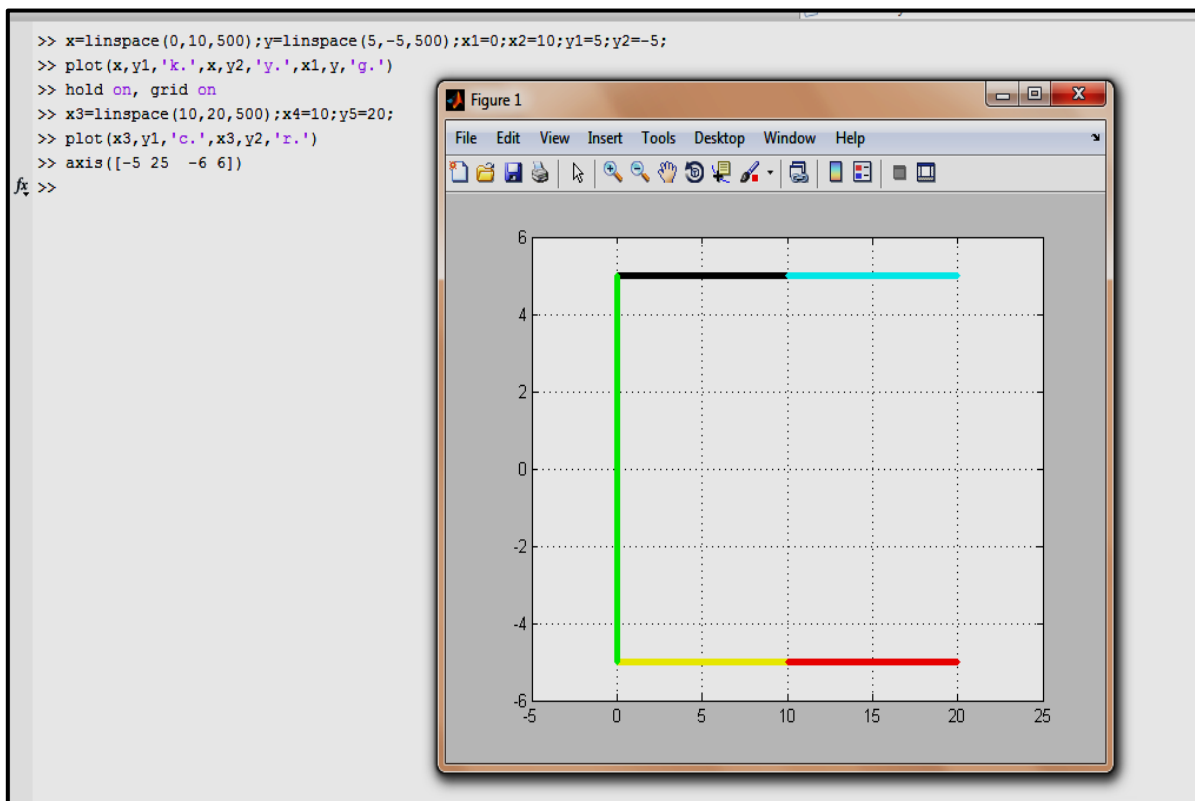 >> x=linspace(0,10,500);y=linspace(5,-5,500);x1=0;x2=10;y1=5;y2=-5;
>> plot(x,y1,'k.',x,y2,'y.',x1,y,'g.')
>> hold on, grid on
>> x3=linspace(10,20,500);x4=10;y5=20;
>> plot(x3,y1,'c.',x3,y2,'r.')
>> axis([-5 25  -6 6])
fx >>
Figure 1
File Edit View Insert Tools Desktop Window Help
6
4
2
0
-2
-4
-6
-5 0 5 10 15 20 25